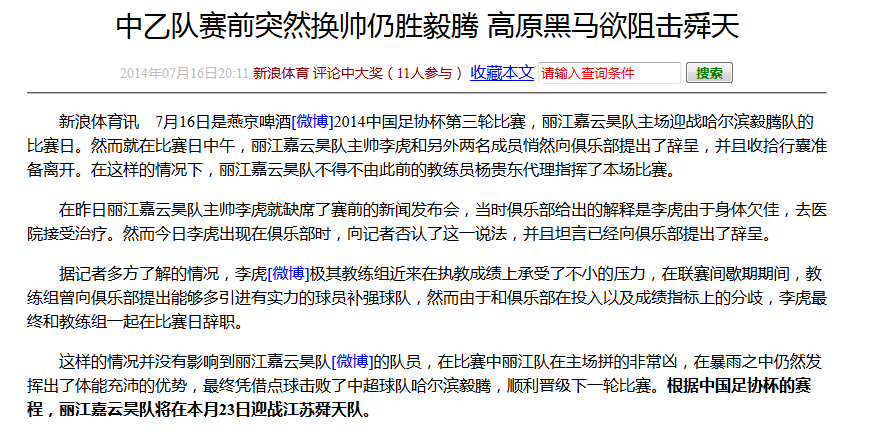 中乙队赛前突然换帅仍胜毅腾 高原黑马欲阻击舜天
2014年07月16日20:11 新浪体育 评论中大奖（11人参与） 收藏本文 请输入查询条件 搜索
新浪体育讯　7月16日是燕京啤酒[微博]2014中国足协杯第三轮比赛，丽江嘉云昊队主场迎战哈尔滨毅腾队的
比赛日。然而就在比赛日中午，丽江嘉云昊队主帅李虎和另外两名成员悄然向俱乐部提出了辞呈，并且收拾行囊准
备离开。在这样的情况下，丽江嘉云昊队不得不由此前的教练员杨贵东代理指挥了本场比赛。
在昨日丽江嘉云昊队主帅李虎就缺席了赛前的新闻发布会，当时俱乐部给出的解释是李虎由于身体欠佳，去医
院接受治疗。然而今日李虎出现在俱乐部时，向记者否认了这一说法，并且坦言已经向俱乐部提出了辞呈。
据记者多方了解的情况，李虎[微博]极其教练组近来在执教成绩上承受了不小的压力，在联赛间歇期期间，教
练组曾向俱乐部提出能够多引进有实力的球员补强球队，然而由于和俱乐部在投入以及成绩指标上的分歧，李虎最
终和教练组一起在比赛日辞职。
这样的情况并没有影响到丽江嘉云昊队[微博]的队员，在比赛中丽江队在主场拼的非常凶，在暴雨之中仍然发
挥出了体能充沛的优势，最终凭借点球击败了中超球队哈尔滨毅腾，顺利晋级下一轮比赛。根据中国足协杯的赛
程，丽江嘉云昊队将在本月23日迎战江苏舜天队。